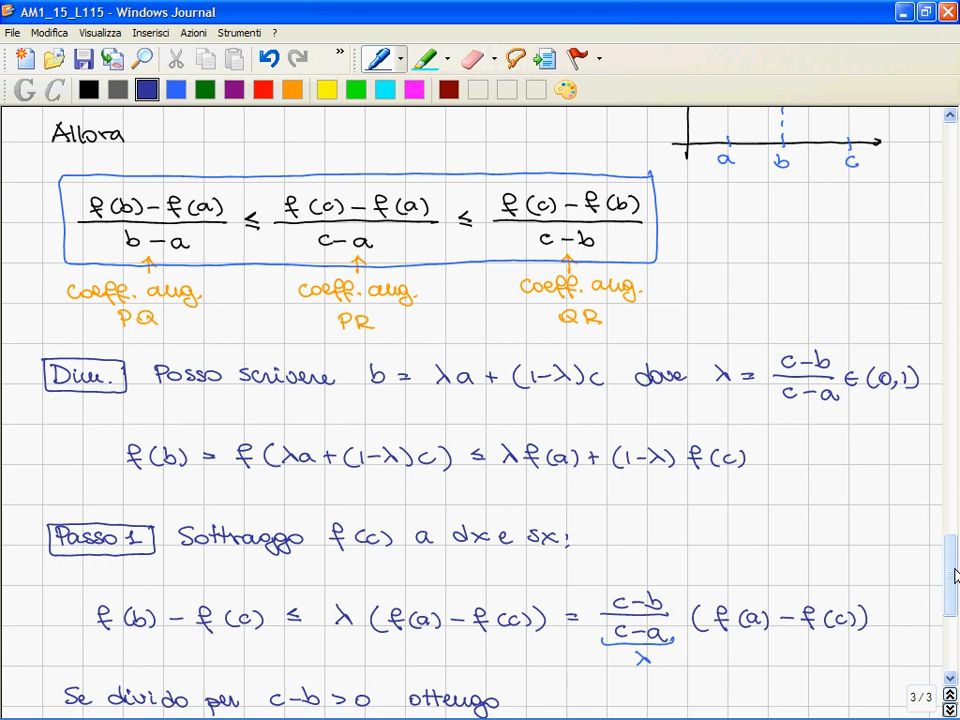 AM1_15_L115 - Windows Journal
File Modifica Visualizza Inserisci Azioni Strumenti ?
G C
Allora
a b c
(f(b) - f(a))/(b - a) ≤ (f(c) - f(a))/(c - a) ≤ (f(c) - f(b))/(c - b)
coeff. ang. coeff. ang. coeff. ang.
PQ PR QR
Dim. Posso scrivere b = λa + (1-λ)c dove λ = (c-b)/(c-a) ∈ (0,1)
f(b) = f(λa + (1-λ)c) ≤ λf(a) + (1-λ) f(c)
Passo 1 Sottraggo f(c) a dx e sx:
f(b) - f(c) ≤ λ (f(a) - f(c)) = (c-b)/(c-a) (f(a) - f(c))
λ
Se divido per c-b > 0 ottengo
3 / 3